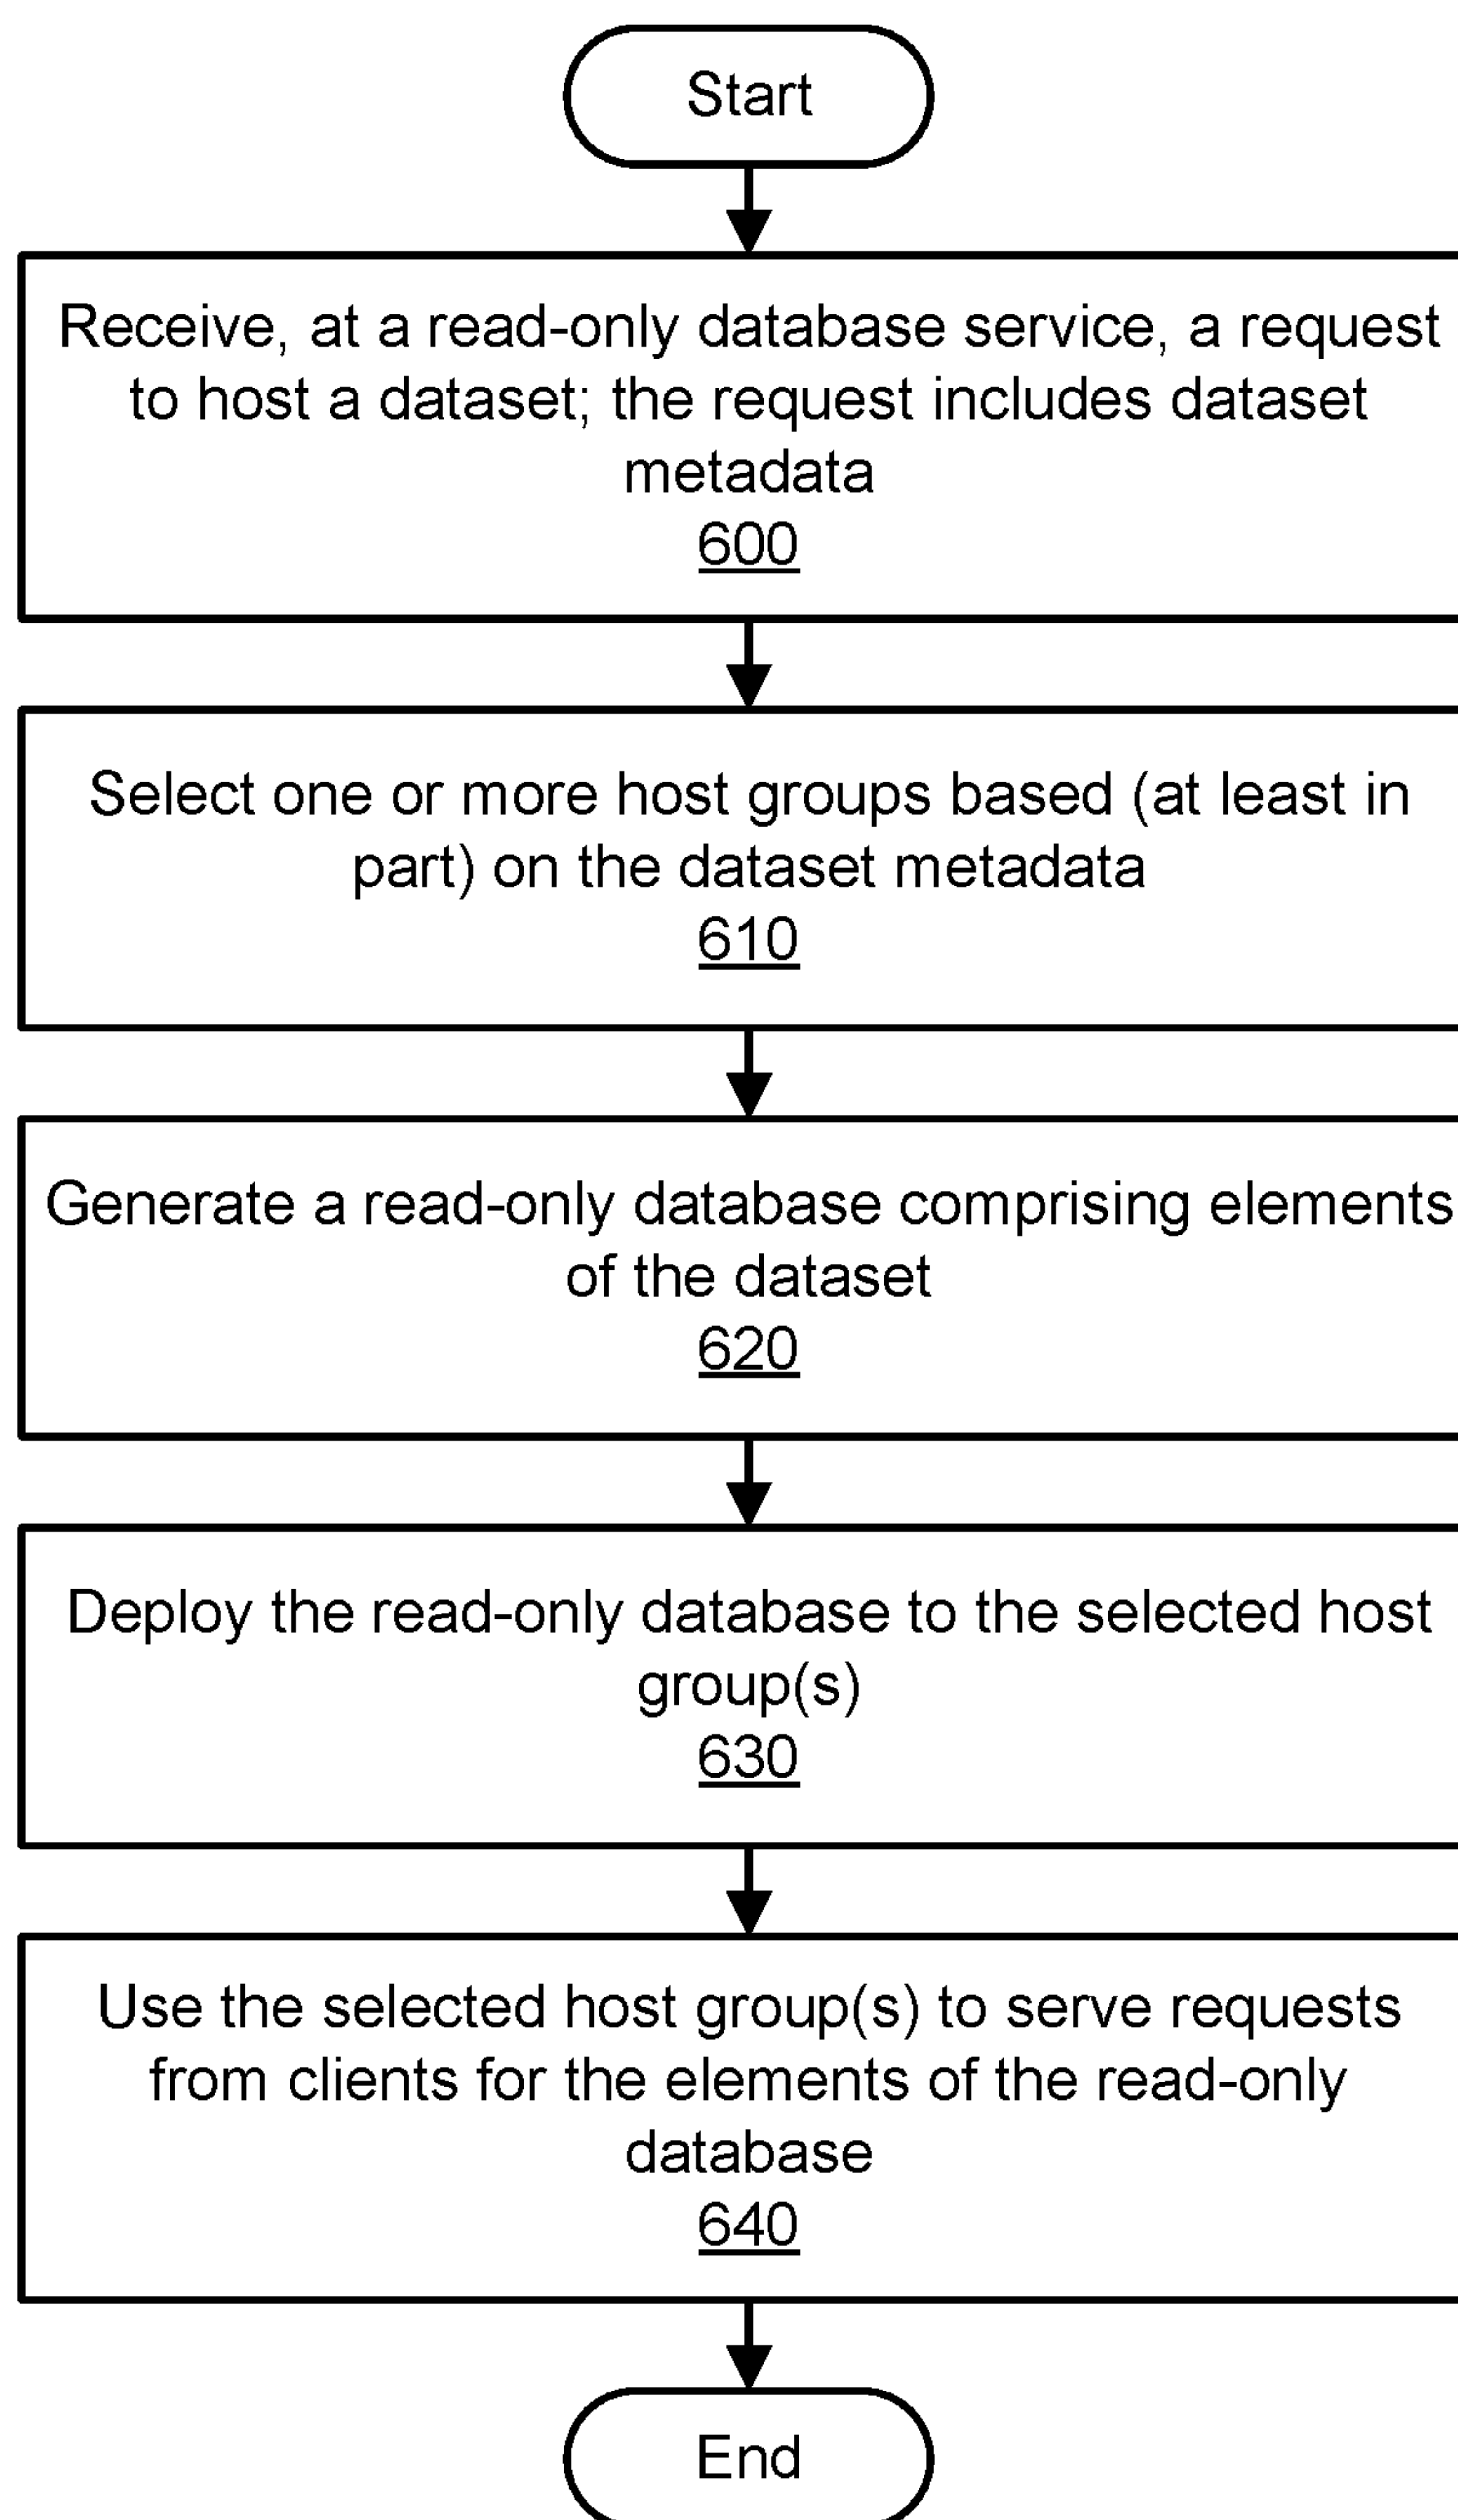 Start
Receive, at a read-only database service, a request
to host a dataset; the request includes dataset
metadata
600
Select one or more host groups based (at least in
part) on the dataset metadata
610
Generate a read-only database comprising elements
of the dataset
620
Deploy the read-only database to the selected host
group(s)
630
Use the selected host group(s) to serve requests
from clients for the elements of the read-only
database
640
End